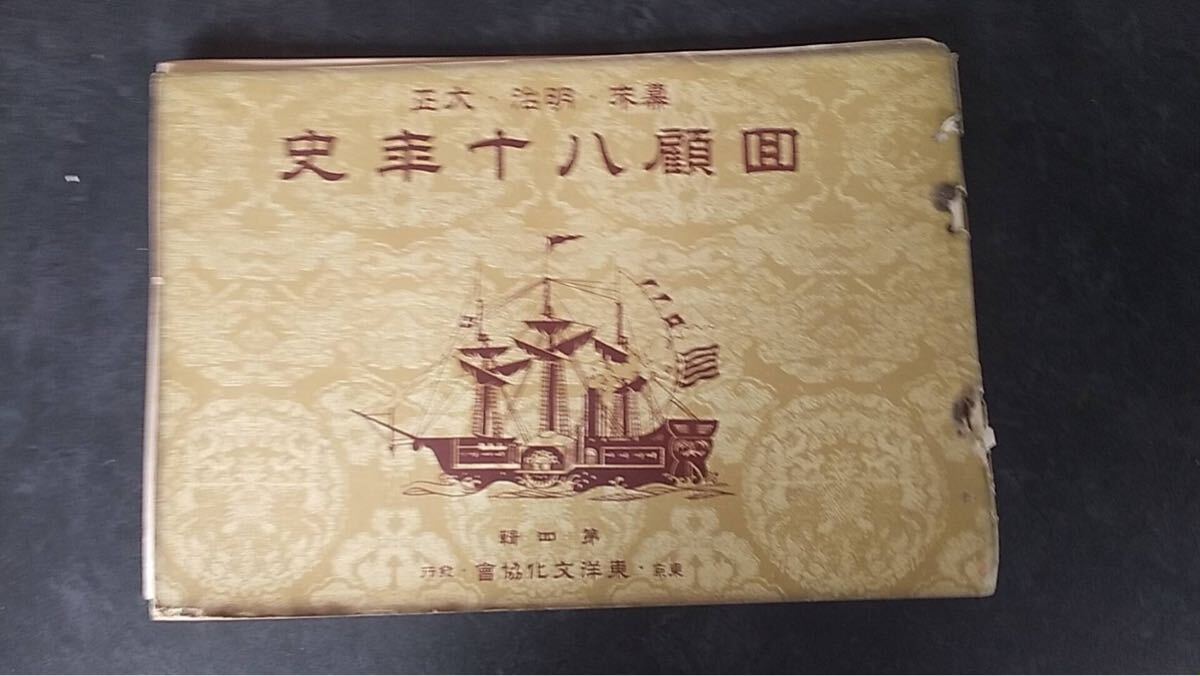 幕末・明治・大正
回顧八十年史
第四輯
東京・東洋文化協會・發行